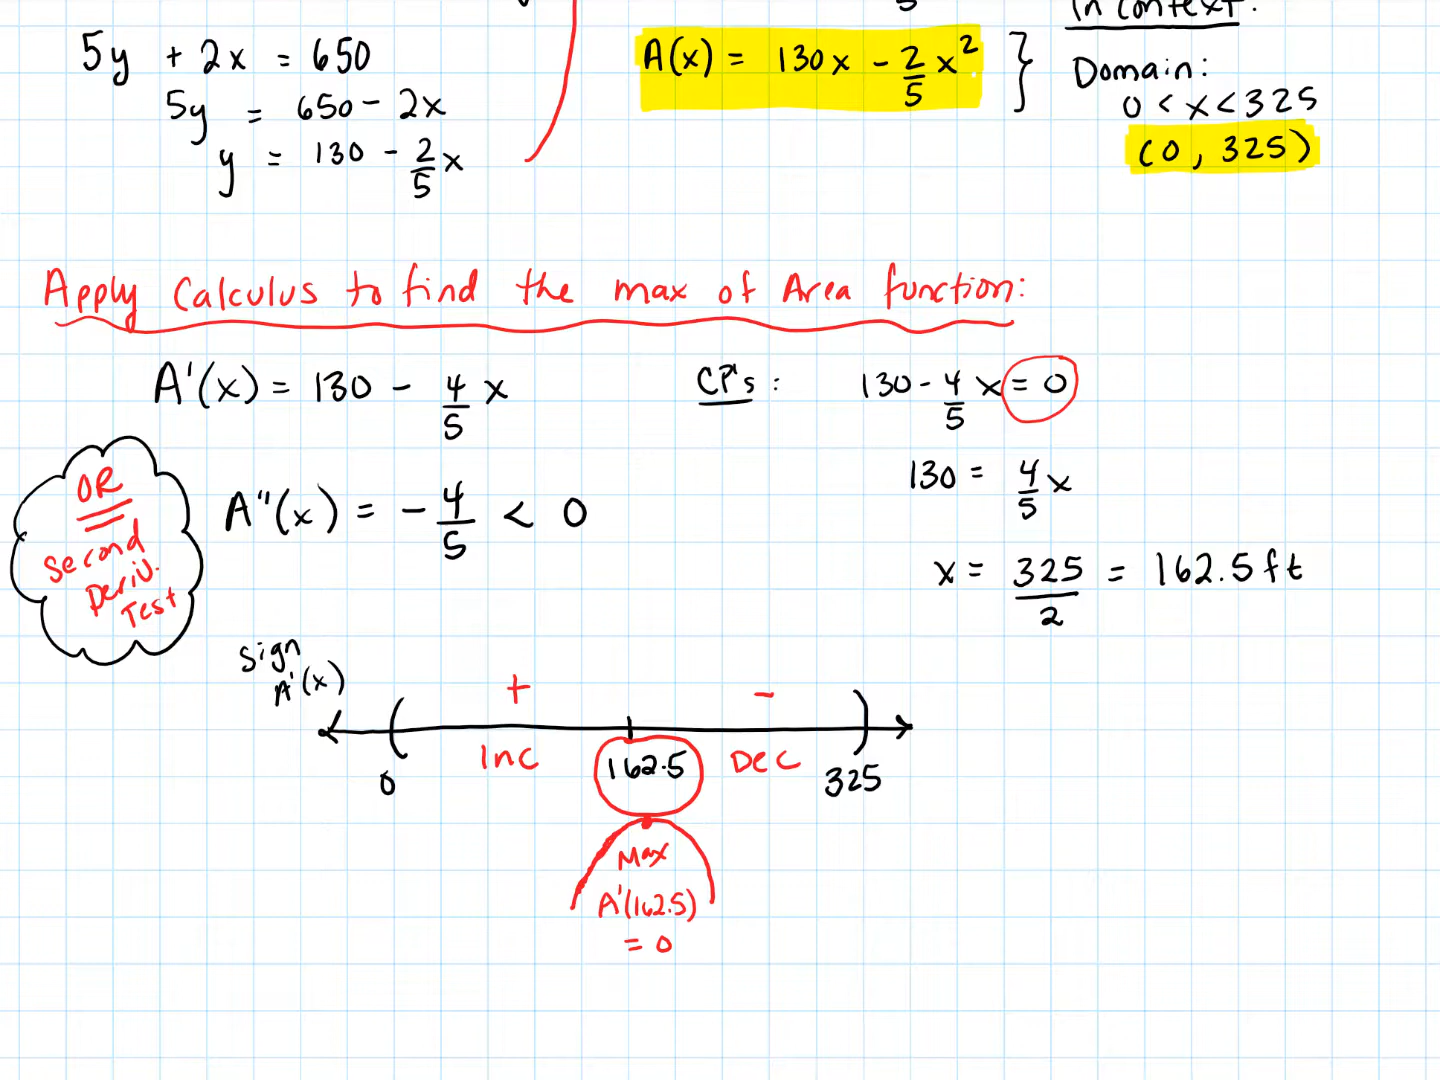 In context:
5y + 2x = 650
5y = 650 - 2x
y = 130 - 2/5 x
A(x) = 130x - 2/5 x²
Domain:
0 < x < 325
(0, 325)
Apply Calculus to find the max of Area function:
A'(x) = 130 - 4/5 x
CP's: 130 - 4/5 x = 0
130 = 4/5 x
x = 325/2 = 162.5 ft
OR
Second
Deriv.
Test
A''(x) = - 4/5 < 0
Sign
A'(x)
+ -
Inc Dec
0 162.5 325
Max
A'(162.5)
= 0